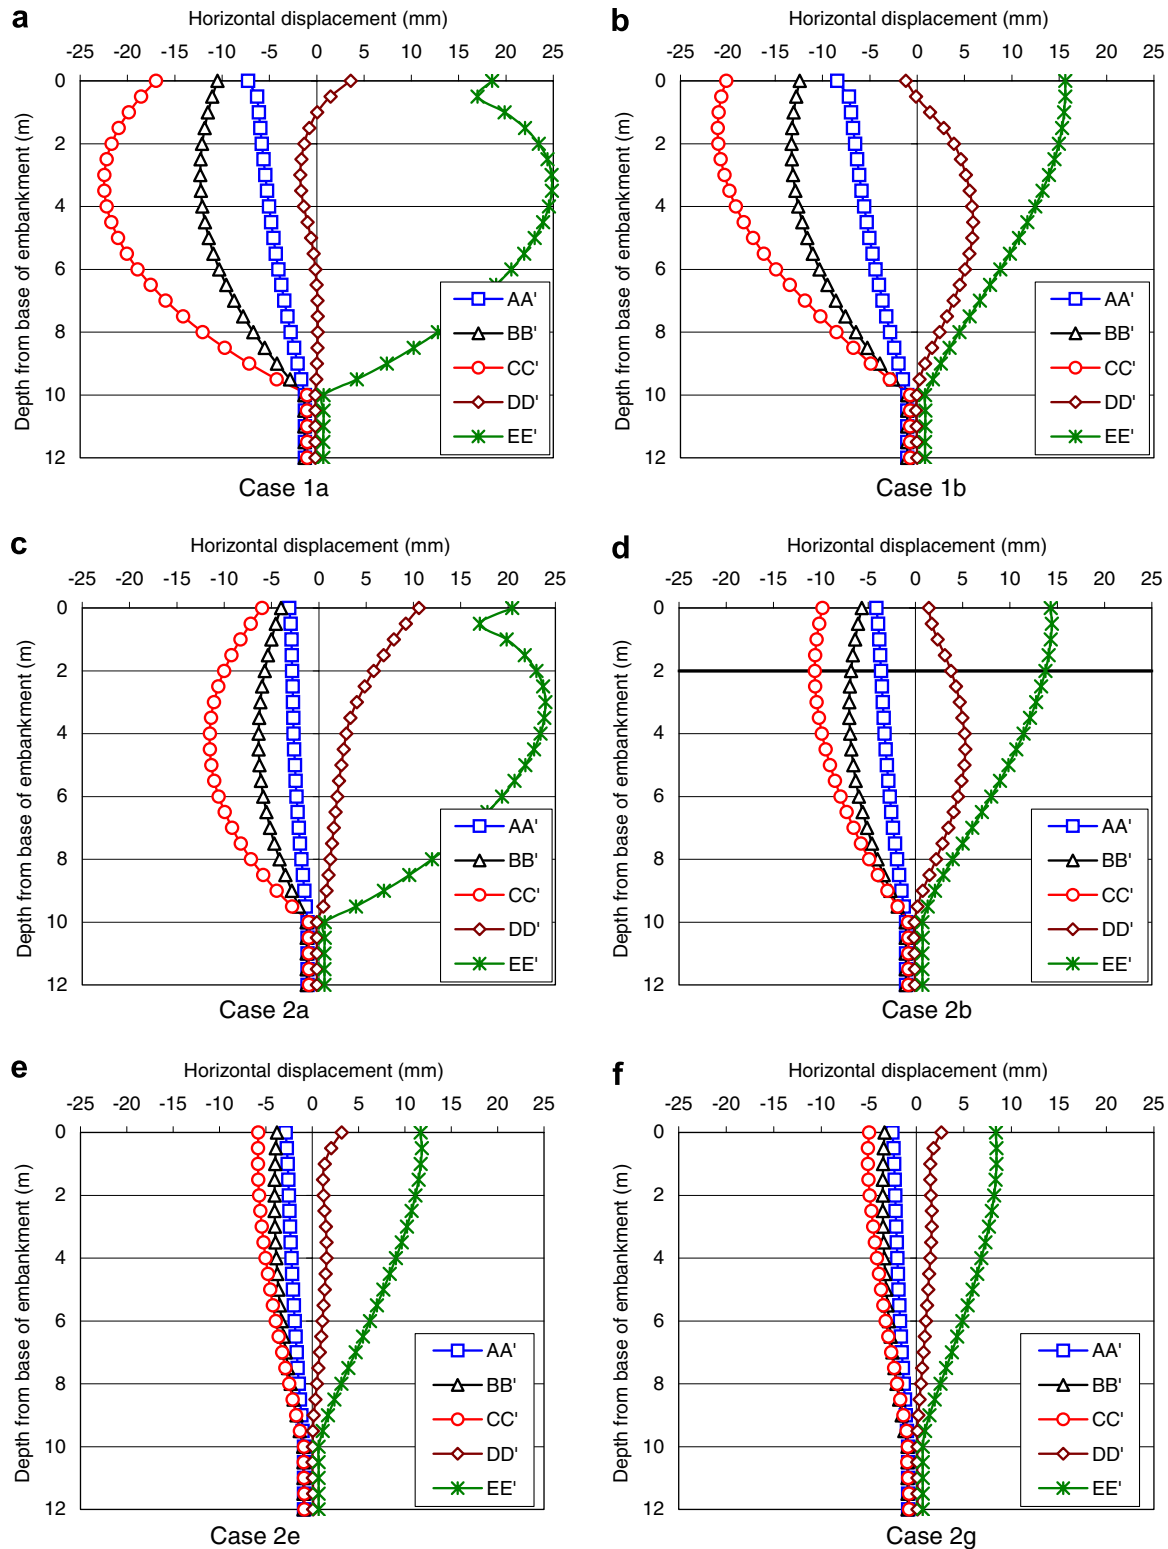 a
Horizontal displacement (mm)
-25 -20 -15 -10 -5 0 5 10 15 20 25
Depth from base of embankment (m)
0
2
4
6
8
10
12
AA'
BB'
CC'
DD'
EE'
Case 1a
b
Horizontal displacement (mm)
-25 -20 -15 -10 -5 0 5 10 15 20 25
Depth from base of embankment (m)
0
2
4
6
8
10
12
AA'
BB'
CC'
DD'
EE'
Case 1b
c
Horizontal displacement (mm)
-25 -20 -15 -10 -5 0 5 10 15 20 25
Depth from base of embankment (m)
0
2
4
6
8
10
12
AA'
BB'
CC'
DD'
EE'
Case 2a
d
Horizontal displacement (mm)
-25 -20 -15 -10 -5 0 5 10 15 20 25
Depth from base of embankment (m)
0
2
4
6
8
10
12
AA'
BB'
CC'
DD'
EE'
Case 2b
e
Horizontal displacement (mm)
-25 -20 -15 -10 -5 0 5 10 15 20 25
Depth from base of embankment (m)
0
2
4
6
8
10
12
AA'
BB'
CC'
DD'
EE'
Case 2e
f
Horizontal displacement (mm)
-25 -20 -15 -10 -5 0 5 10 15 20 25
Depth from base of embankment (m)
0
2
4
6
8
10
12
AA'
BB'
CC'
DD'
EE'
Case 2g